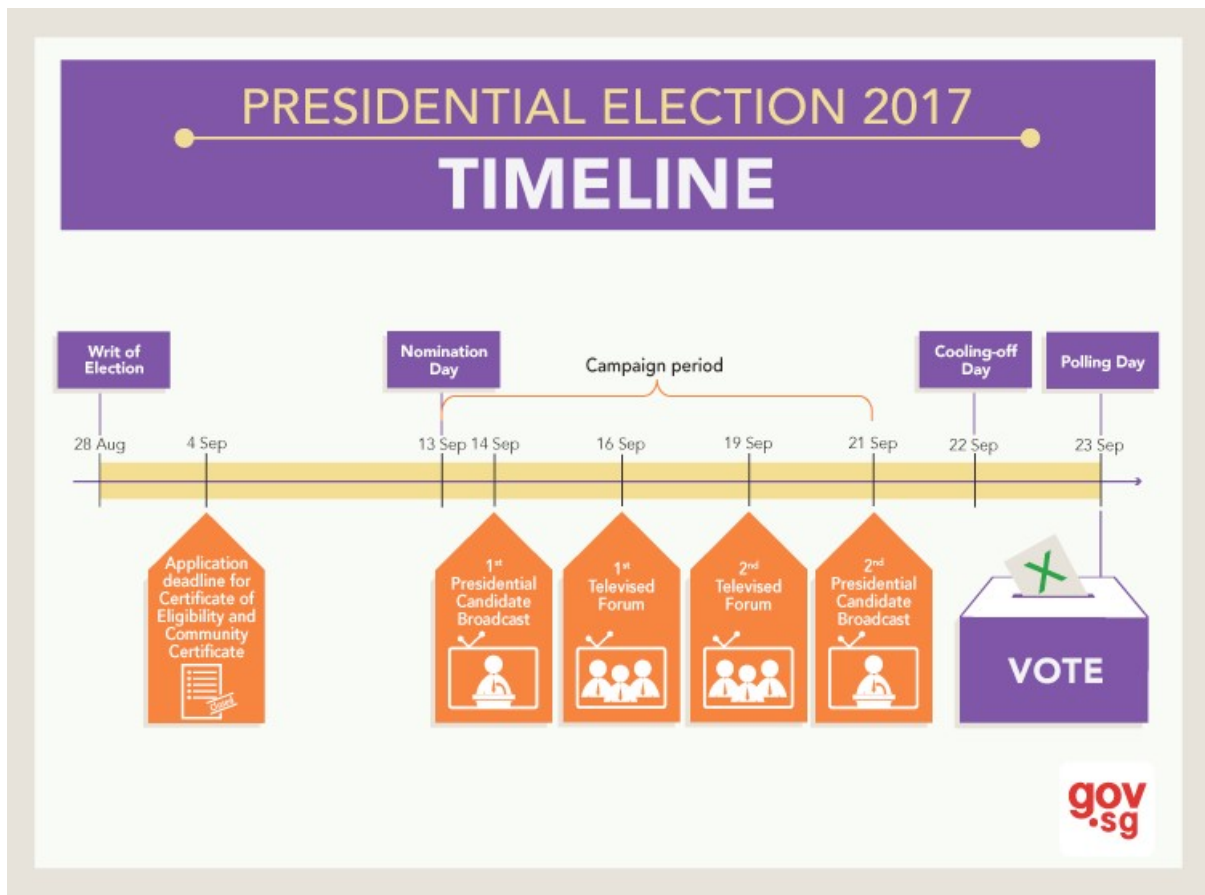 PRESIDENTIAL ELECTION 2017
TIMELINE
Writ of
Election
Nomination
Day
Campaign period
Cooling-off
Day
Polling Day
28 Aug
4 Sep
13 Sep
14 Sep
16 Sep
19 Sep
21 Sep
22 Sep
23 Sep
Application
deadline for
Certificate of
Eligibility and
Community
Certificate
closed
1st
Presidential
Candidate
Broadcast
1st
Televised
Forum
2nd
Televised
Forum
2nd
Presidential
Candidate
Broadcast
VOTE
gov
.sg